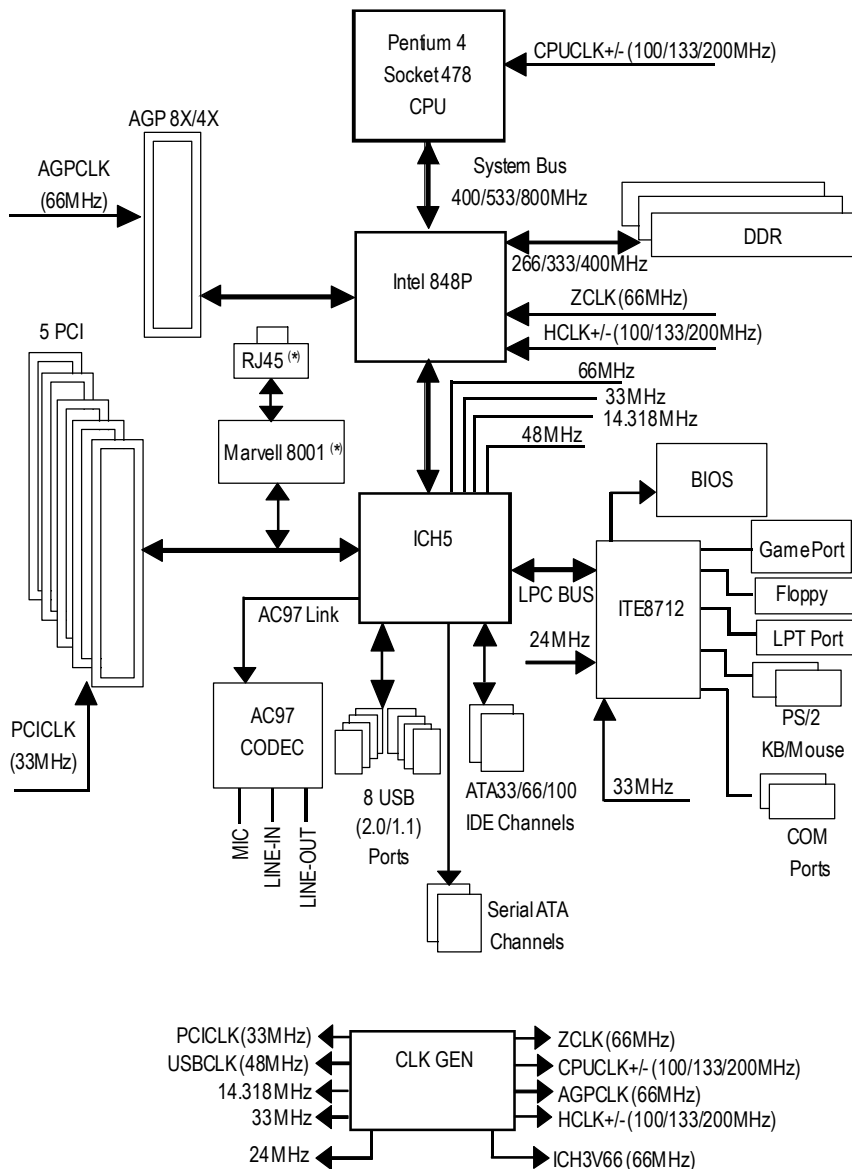 Pentium 4
Socket 478
CPU
CPUCLK+/- (100/133/200MHz)
AGP 8X/4X
AGPCLK
(66MHz)
System Bus
400/533/800MHz
DDR
266/333/400MHz
Intel 848P
ZCLK (66MHz)
HCLK+/- (100/133/200MHz)
5 PCI
RJ45 (*)
66MHz
33MHz
14.318MHz
48MHz
Marvell 8001 (*)
BIOS
ICH5
Game Port
LPC BUS
ITE8712
Floppy
AC97 Link
LPT Port
24MHz
PCICLK
(33MHz)
AC97
CODEC
PS/2
KB/Mouse
33MHz
8 USB
(2.0/1.1)
Ports
ATA33/66/100
IDE Channels
MIC
LINE-IN
LINE-OUT
COM
Ports
Serial ATA
Channels
PCICLK (33MHz)
USBCLK (48MHz)
14.318MHz
33MHz
24MHz
CLK GEN
ZCLK (66MHz)
CPUCLK+/- (100/133/200MHz)
AGPCLK (66MHz)
HCLK+/- (100/133/200MHz)
ICH3V66 (66MHz)